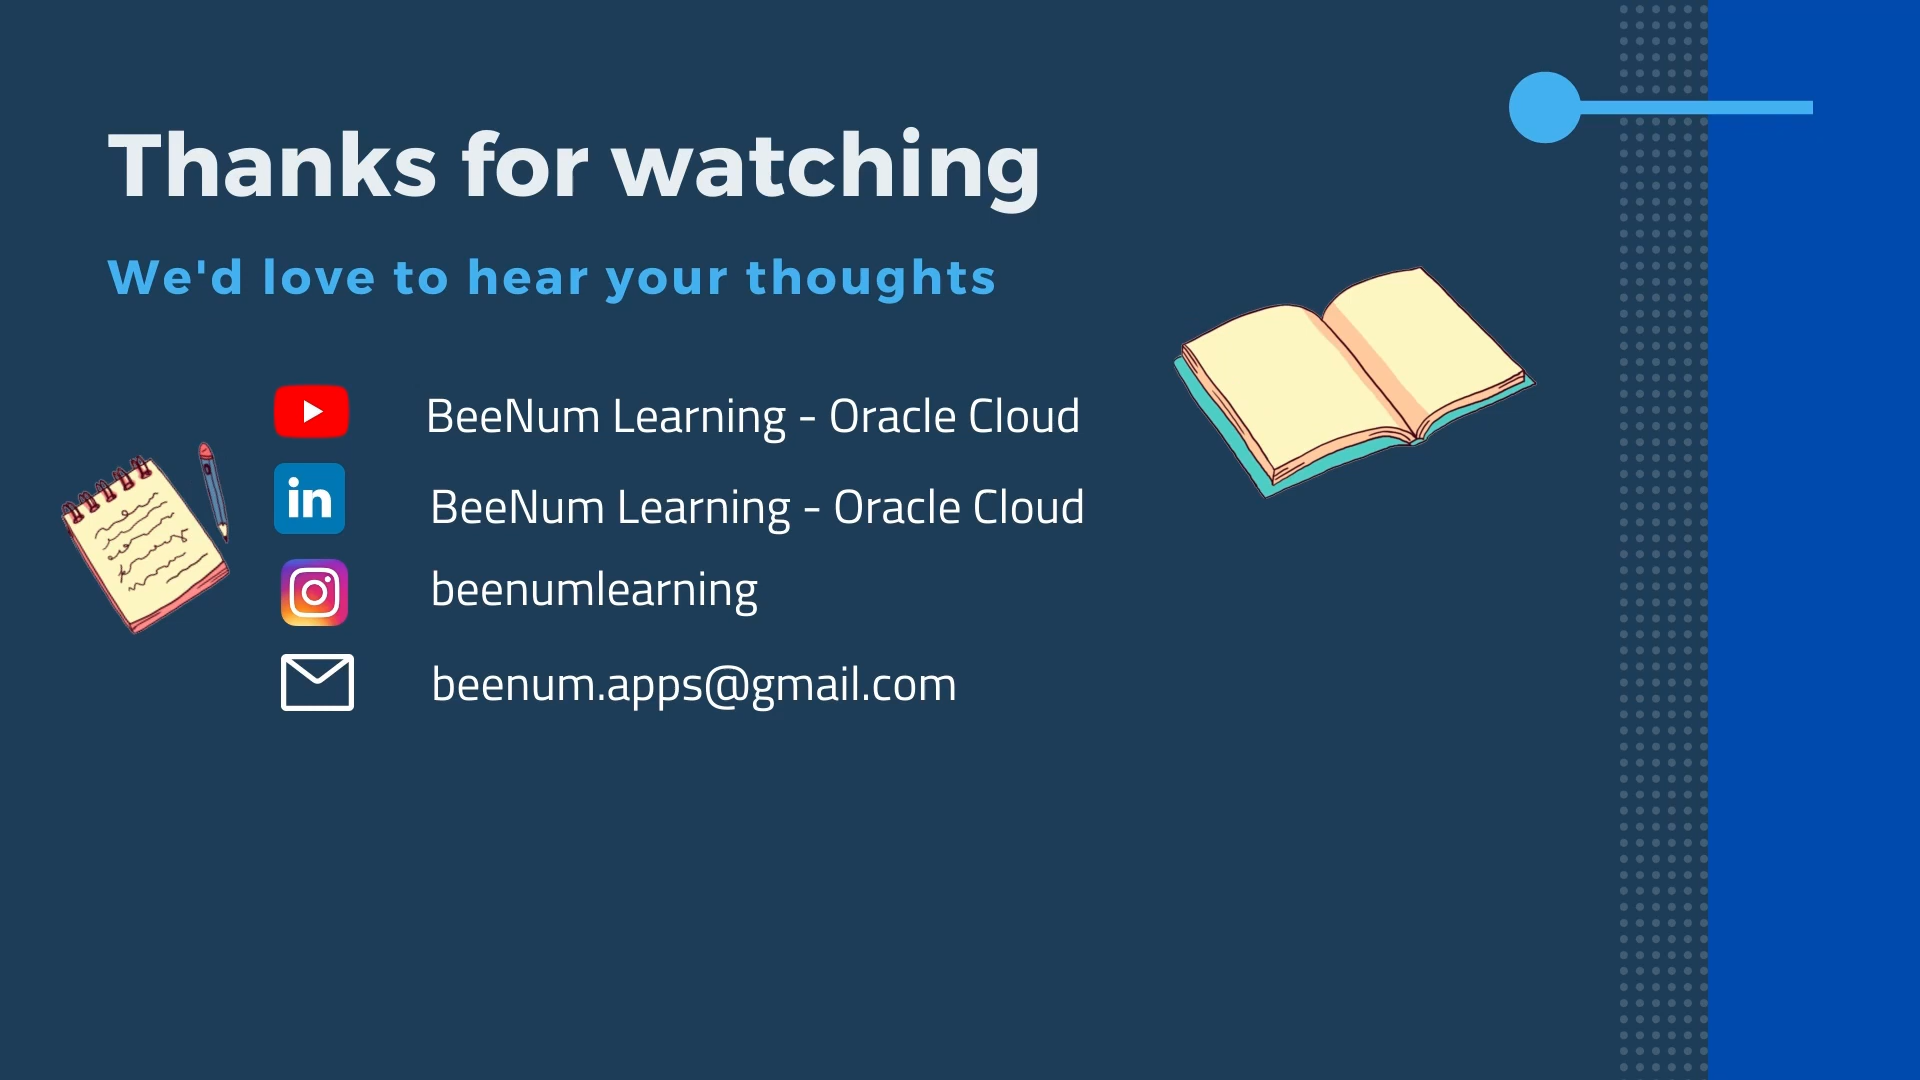 Thanks for watching
We'd love to hear your thoughts
BeeNum Learning - Oracle Cloud
in
BeeNum Learning - Oracle Cloud
beenumlearning
beenum.apps@gmail.com